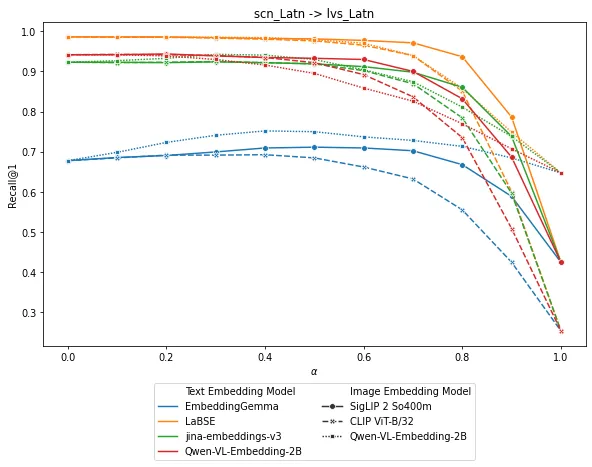 scn_Latn -> lvs_Latn
Recall@1
1.0
0.9
0.8
0.7
0.6
0.5
0.4
0.3
0.0 0.2 0.4 0.6 0.8 1.0
α
Text Embedding Model Image Embedding Model
EmbeddingGemma SigLIP 2 So400m
LaBSE CLIP ViT-B/32
jina-embeddings-v3 Qwen-VL-Embedding-2B
Qwen-VL-Embedding-2B